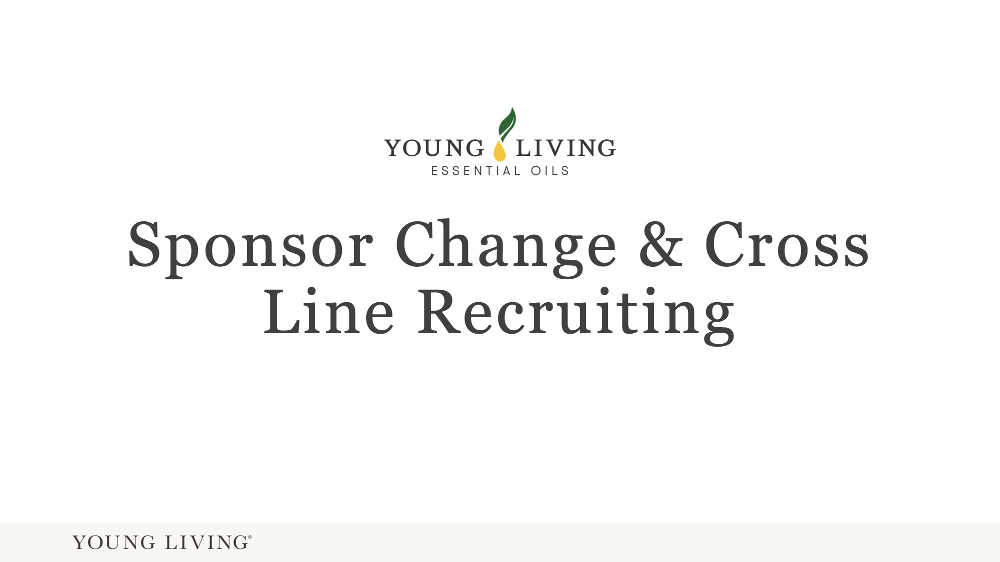 YOUNG LIVING
ESSENTIAL OILS
Sponsor Change & Cross
Line Recruiting
YOUNG LIVING®